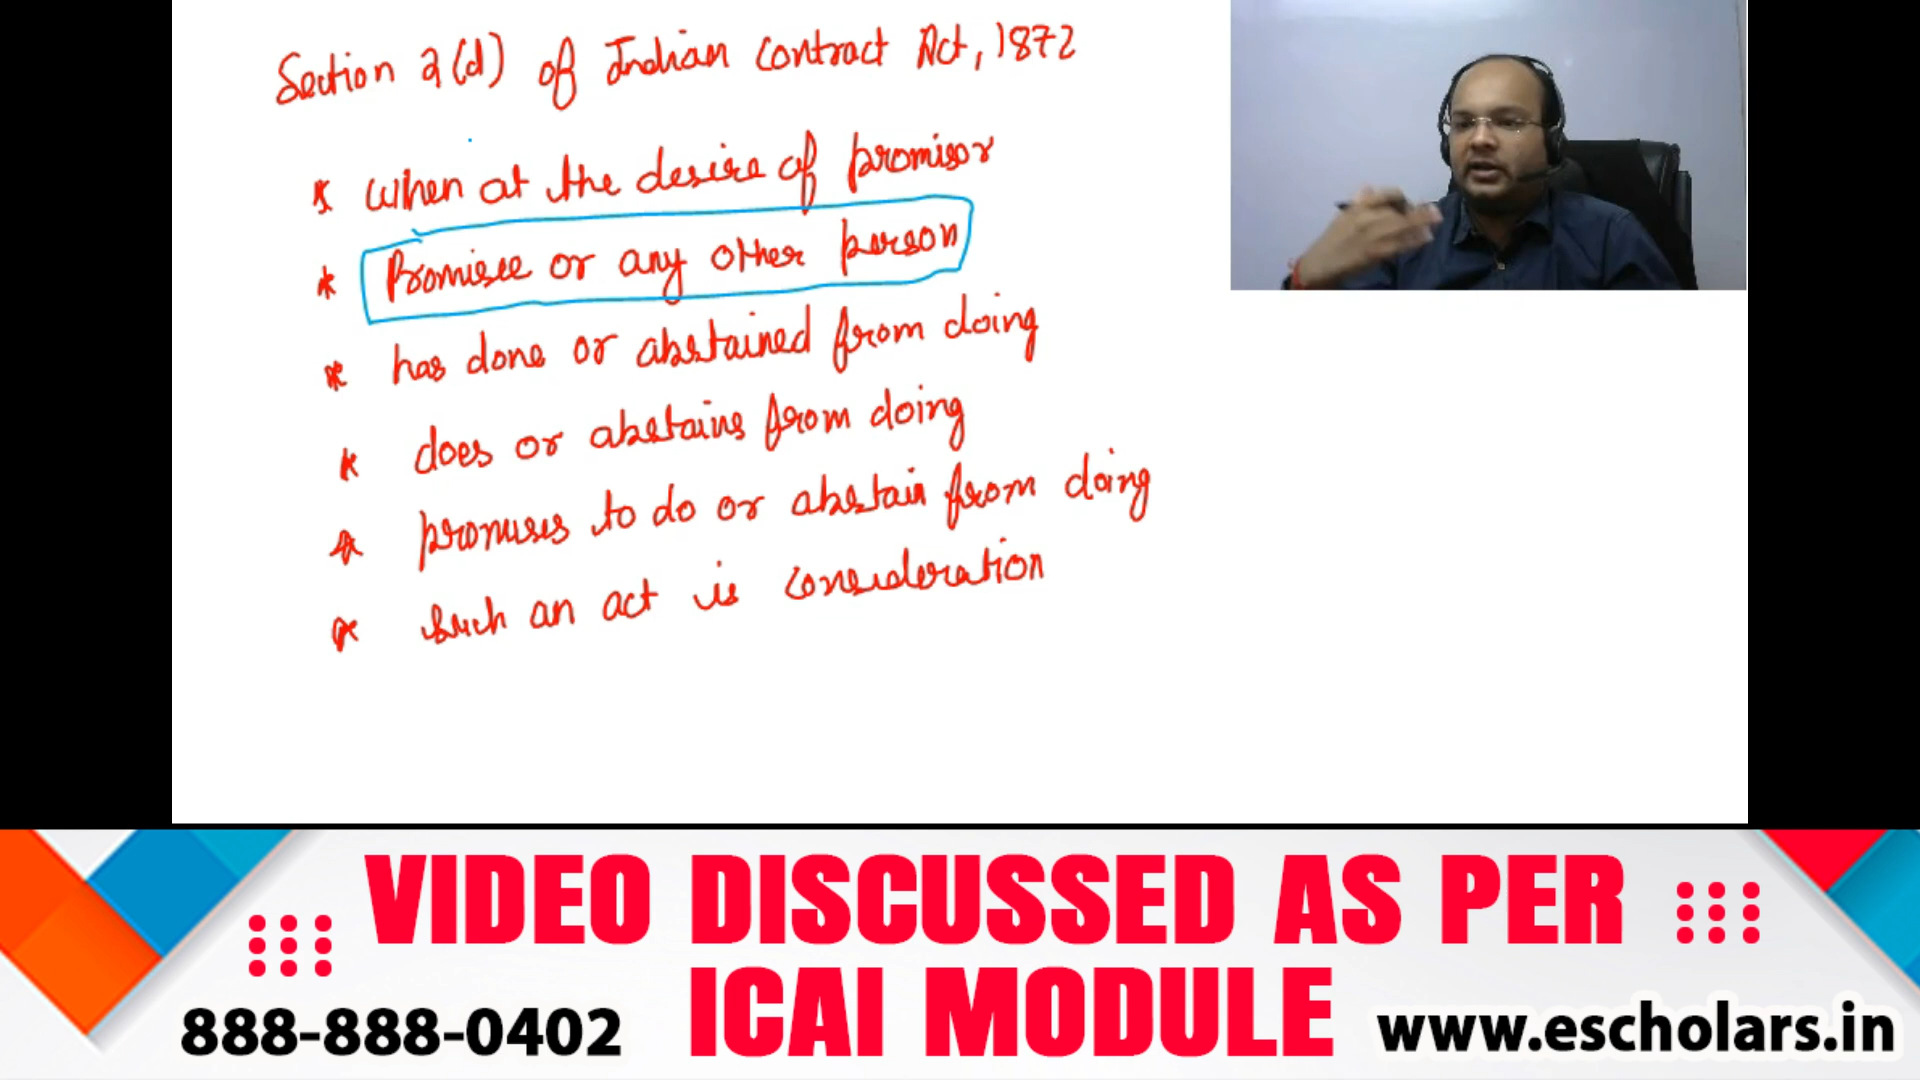 Section 2(d) of Indian Contract Act, 1872
* When at the desire of promisor
* Promisee or any other person
* has done or abstained from doing
* does or abstains from doing
* promises to do or abstain from doing
* such an act is consideration
VIDEO DISCUSSED AS PER
ICAI MODULE
888-888-0402
www.escholars.in